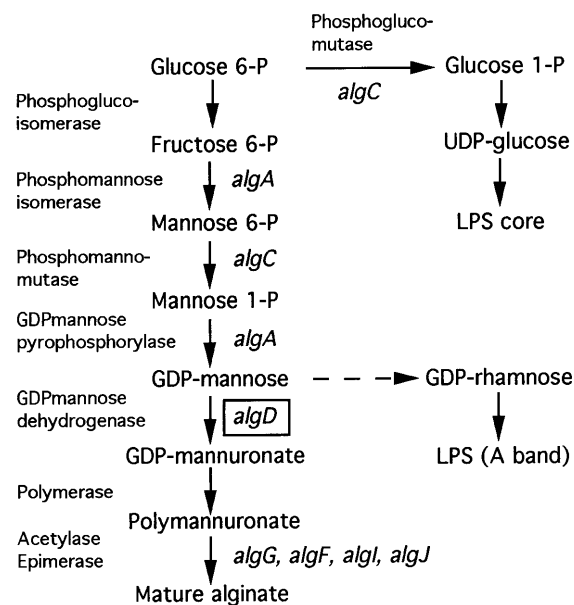 Phosphogluco-
mutase
Glucose 6-P
Glucose 1-P
algC
Phosphogluco-
isomerase
Fructose 6-P
UDP-glucose
Phosphomannose
isomerase
algA
Mannose 6-P
LPS core
Phosphomanno-
mutase
algC
Mannose 1-P
GDPmannose
pyrophosphorylase
algA
GDP-mannose
GDP-rhamnose
GDPmannose
dehydrogenase
algD
GDP-mannuronate
LPS (A band)
Polymerase
Polymannuronate
Acetylase
Epimerase
algG, algF, algI, algJ
Mature alginate